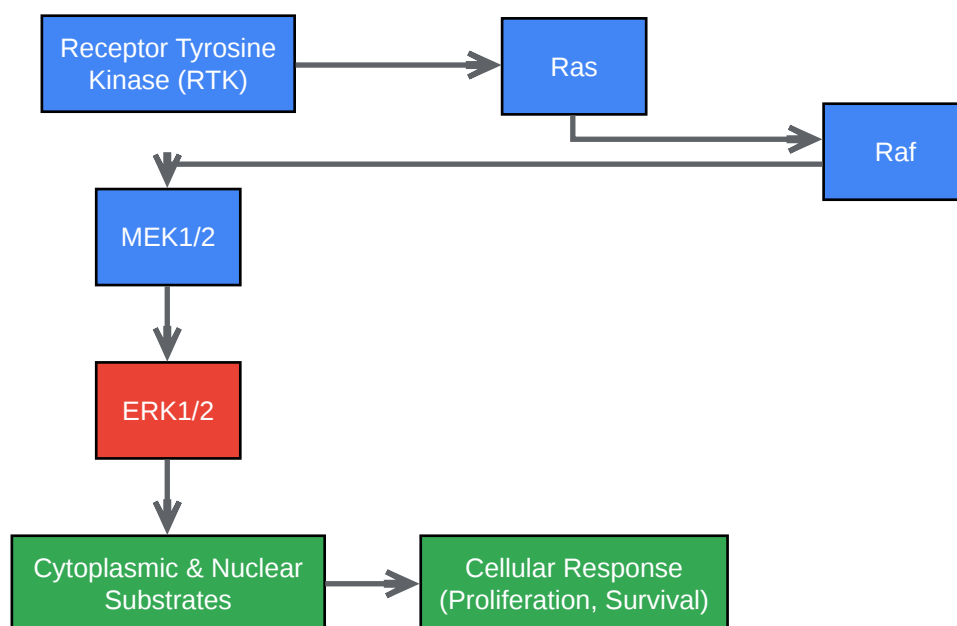 Receptor Tyrosine
Kinase (RTK)
Ras
Raf
MEK1/2
ERK1/2
Cytoplasmic & Nuclear
Substrates
Cellular Response
(Proliferation, Survival)